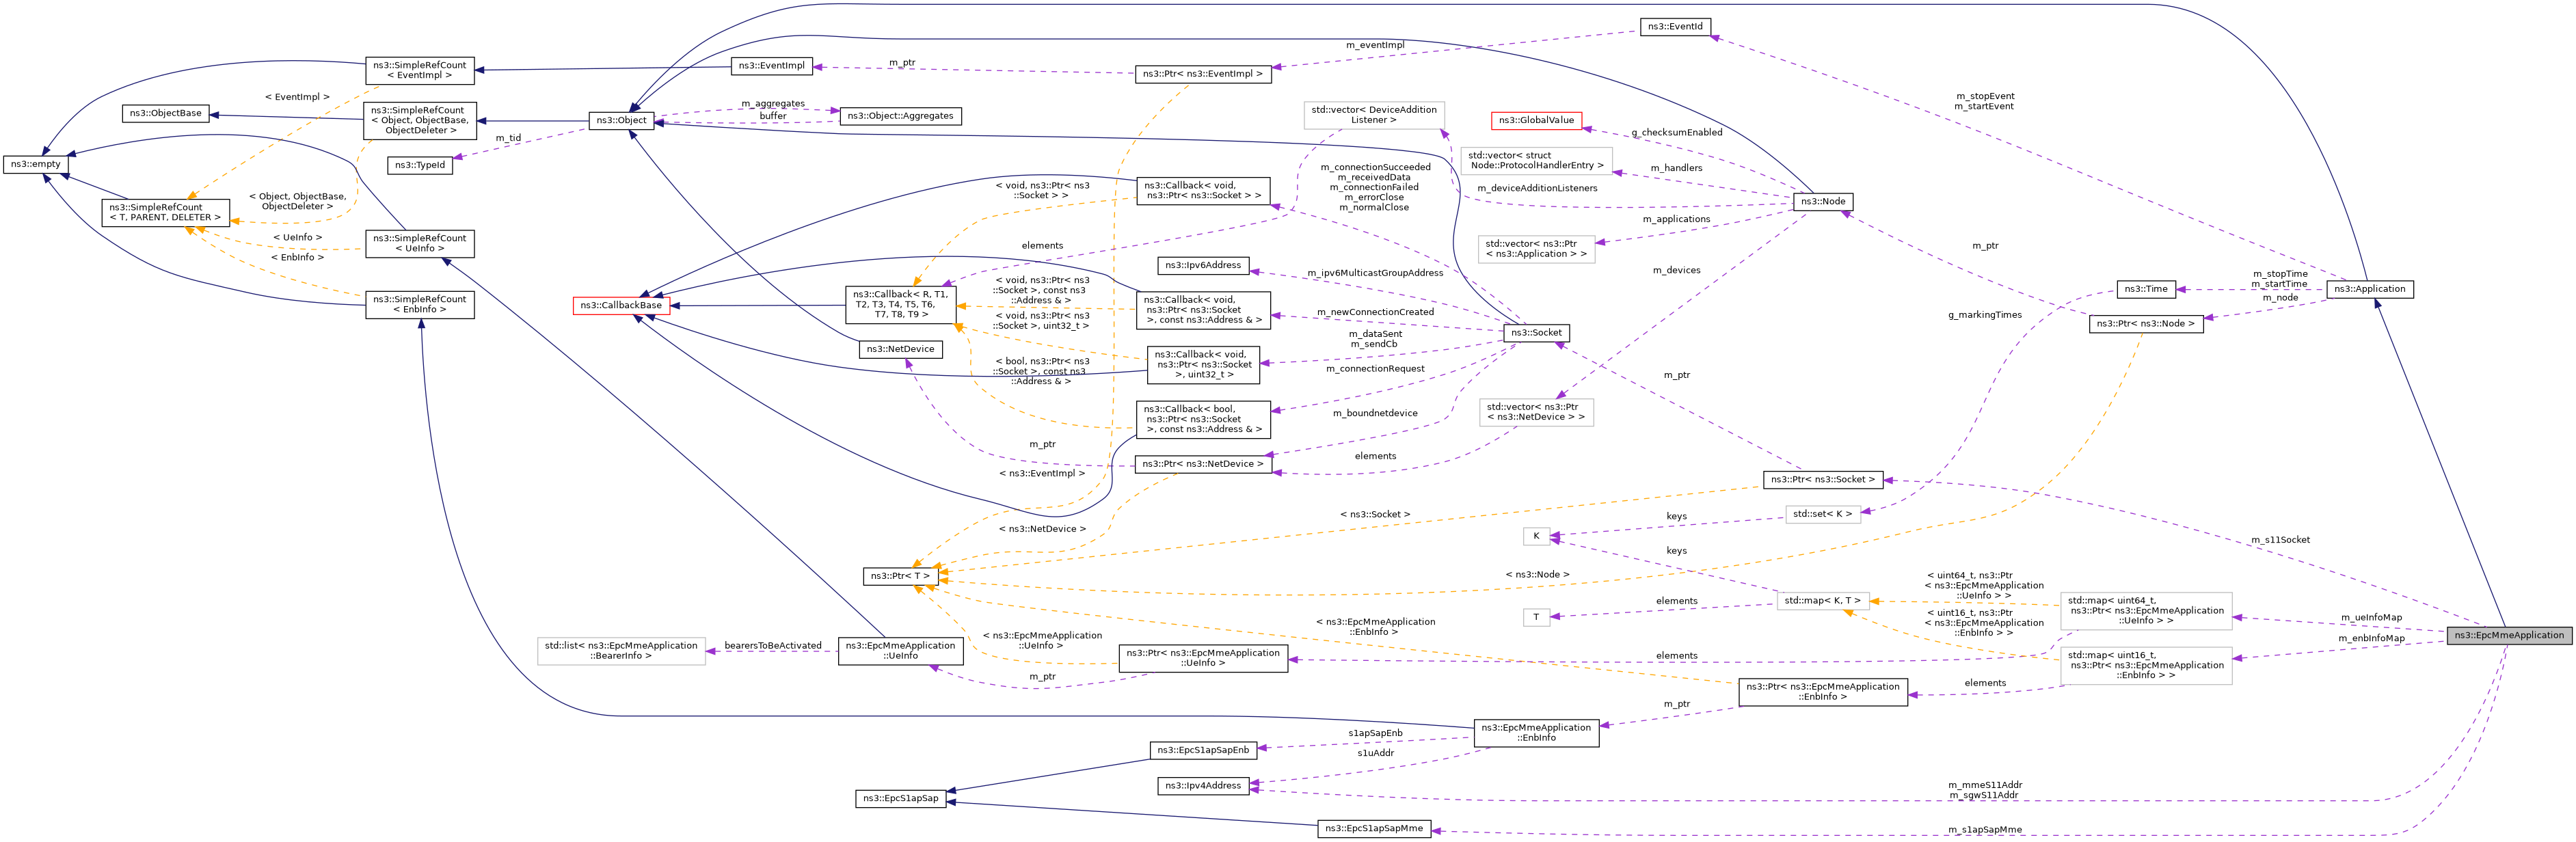 ns3::EventId
m_eventImpl
ns3::SimpleRefCount
< EventImpl >
ns3::EventImpl
m_ptr
ns3::Ptr< ns3::EventImpl >
m_stopEvent
m_startEvent
< EventImpl >
ns3::ObjectBase
ns3::SimpleRefCount
< Object, ObjectBase,
ObjectDeleter >
ns3::Object
m_aggregates
buffer
ns3::Object::Aggregates
std::vector< DeviceAddition
Listener >
ns3::GlobalValue
g_checksumEnabled
m_tid
ns3::TypeId
ns3::empty
std::vector< struct
Node::ProtocolHandlerEntry >
m_handlers
m_connectionSucceeded
m_receivedData
m_connectionFailed
m_errorClose
m_normalClose
m_deviceAdditionListeners
ns3::Node
< void, ns3::Ptr< ns3
::Socket > >
ns3::Callback< void,
ns3::Ptr< ns3::Socket > >
< Object, ObjectBase,
ObjectDeleter >
ns3::SimpleRefCount
< T, PARENT, DELETER >
m_applications
< UeInfo >
ns3::SimpleRefCount
< UeInfo >
elements
std::vector< ns3::Ptr
< ns3::Application > >
m_ptr
< EnbInfo >
ns3::Ipv6Address
m_ipv6MulticastGroupAddress
m_devices
ns3::SimpleRefCount
< EnbInfo >
ns3::CallbackBase
ns3::Callback< R, T1,
T2, T3, T4, T5, T6,
T7, T8, T9 >
< void, ns3::Ptr< ns3
::Socket >, const ns3
::Address & >
ns3::Callback< void,
ns3::Ptr< ns3::Socket
>, const ns3::Address & >
m_newConnectionCreated
ns3::Time
m_stopTime
m_startTime
ns3::Application
m_node
g_markingTimes
ns3::Ptr< ns3::Node >
< void, ns3::Ptr< ns3
::Socket >, uint32_t >
m_dataSent
m_sendCb
ns3::Socket
ns3::NetDevice
ns3::Callback< void,
ns3::Ptr< ns3::Socket
>, uint32_t >
< bool, ns3::Ptr< ns3
::Socket >, const ns3
::Address & >
m_connectionRequest
m_ptr
ns3::Callback< bool,
ns3::Ptr< ns3::Socket
>, const ns3::Address & >
m_boundnetdevice
std::vector< ns3::Ptr
< ns3::NetDevice > >
m_ptr
elements
ns3::Ptr< ns3::NetDevice >
< ns3::EventImpl >
ns3::Ptr< ns3::Socket >
< ns3::Socket >
std::set< K >
keys
< ns3::NetDevice >
K
keys
m_s11Socket
ns3::Ptr< T >
< ns3::Node >
< uint64_t, ns3::Ptr
< ns3::EpcMmeApplication
::UeInfo > >
std::map< K, T >
std::map< uint64_t,
ns3::Ptr< ns3::EpcMmeApplication
::UeInfo > >
elements
T
< uint16_t, ns3::Ptr
< ns3::EpcMmeApplication
::EnbInfo > >
m_ueInfoMap
< ns3::EpcMmeApplication
::EnbInfo >
m_enbInfoMap
ns3::EpcMmeApplication
std::list< ns3::EpcMmeApplication
::BearerInfo >
bearersToBeActivated
ns3::EpcMmeApplication
::UeInfo
< ns3::EpcMmeApplication
::UeInfo >
ns3::Ptr< ns3::EpcMmeApplication
::UeInfo >
elements
std::map< uint16_t,
ns3::Ptr< ns3::EpcMmeApplication
::EnbInfo > >
m_ptr
ns3::Ptr< ns3::EpcMmeApplication
::EnbInfo >
elements
m_ptr
ns3::EpcMmeApplication
::EnbInfo
s1apSapEnb
ns3::EpcS1apSapEnb
s1uAddr
ns3::Ipv4Address
m_mmeS11Addr
m_sgwS11Addr
ns3::EpcS1apSap
ns3::EpcS1apSapMme
m_s1apSapMme